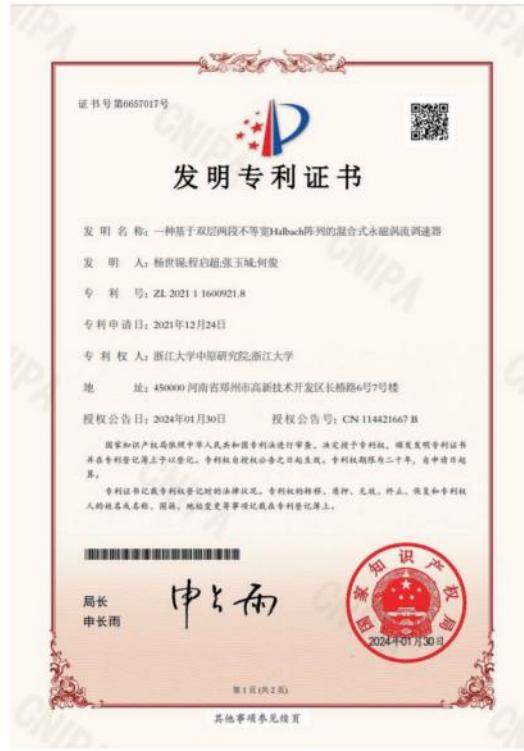 证书号第6657017号
发明专利证书
发 明 名 称：一种基于双层两段不等宽Halbach阵列的混合式永磁涡流调速器
发 明 人：杨世锡;程启超;张玉城;何俊
专 利 号：ZL 2021 1 1600921.8
专利申请日：2021年12月24日
专 利 权 人：浙江大学中原研究院;浙江大学
地 址：450000 河南省郑州市高新技术开发区长椿路6号7号楼
授权公告日：2024年01月30日 授权公告号：CN 114421667 B
国家知识产权局依照中华人民共和国专利法进行审查，决定授予专利权，颁发发明专利证书
并在专利登记簿上予以登记。专利权自授权公告之日起生效。专利权期限为二十年，自申请日起
算。
专利证书记载专利权登记时的法律状况。专利权的转移、质押、无效、终止、恢复和专利权
人的姓名或名称、国籍、地址变更等事项记载在专利登记簿上。
局长
申长雨
申长雨
国家知识产权局
2024年01月30日
第 1 页 (共 2 页)
其他事项参见续页
CNIPA
CNIPA
CNIPA
CNIPA